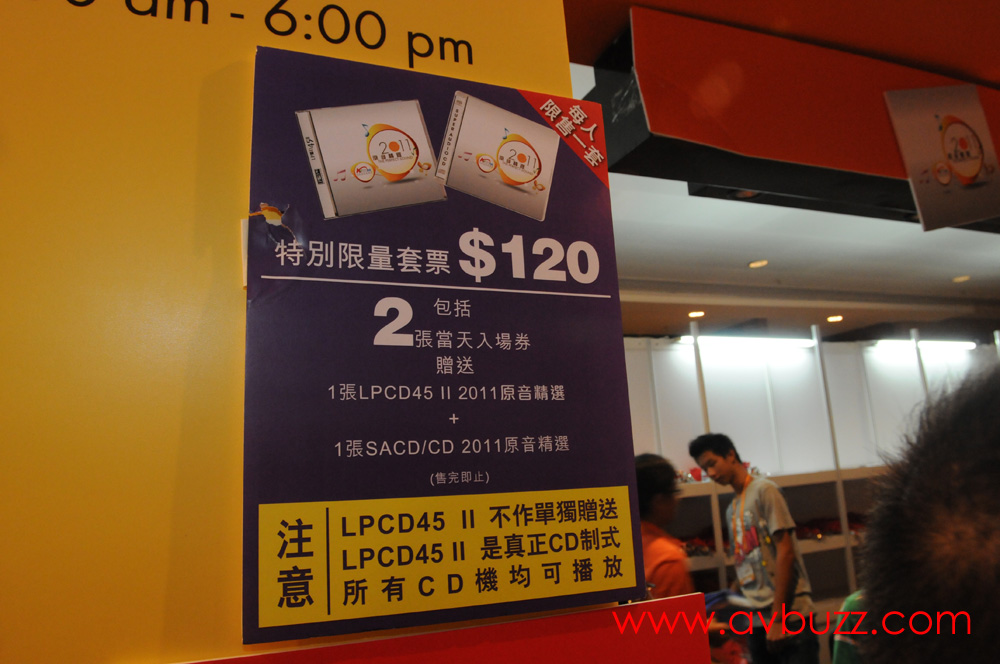 am - 6:00 pm
每人
限售一套
2011
2011
2011
特別限量套票 $120
包括
2張當天入場券
贈送
1張LPCD45 II 2011原音精選
+
1張SACD/CD 2011原音精選
(售完即止)
注意
LPCD45 II 不作單獨贈送
LPCD45 II 是真正CD制式
所有CD機均可播放
www.avbuzz.com